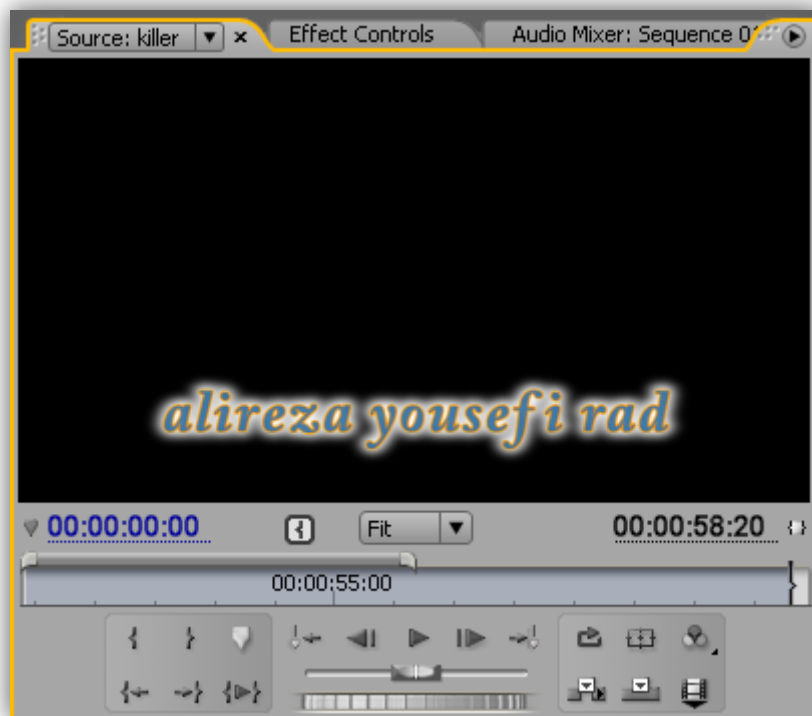 Source: killer Effect Controls Audio Mixer: Sequence 0
alireza yousefi rad
00:00:00:00 Fit 00:00:58:20
00:00:55:00